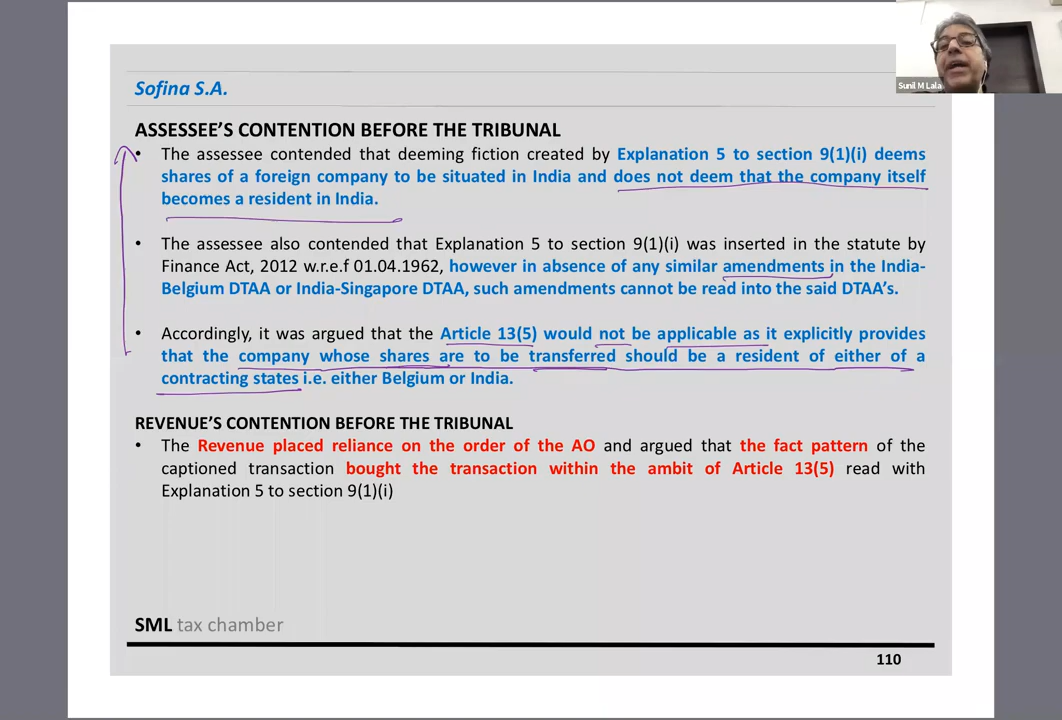 Sunil M Lala
Sofina S.A.
ASSESSEE'S CONTENTION BEFORE THE TRIBUNAL
• The assessee contended that deeming fiction created by Explanation 5 to section 9(1)(i) deems
shares of a foreign company to be situated in India and does not deem that the company itself
becomes a resident in India.
• The assessee also contended that Explanation 5 to section 9(1)(i) was inserted in the statute by
Finance Act, 2012 w.r.e.f 01.04.1962, however in absence of any similar amendments in the India-
Belgium DTAA or India-Singapore DTAA, such amendments cannot be read into the said DTAA's.
• Accordingly, it was argued that the Article 13(5) would not be applicable as it explicitly provides
that the company whose shares are to be transferred should be a resident of either of a
contracting states i.e. either Belgium or India.
REVENUE'S CONTENTION BEFORE THE TRIBUNAL
• The Revenue placed reliance on the order of the AO and argued that the fact pattern of the
captioned transaction bought the transaction within the ambit of Article 13(5) read with
Explanation 5 to section 9(1)(i)
SML tax chamber
110